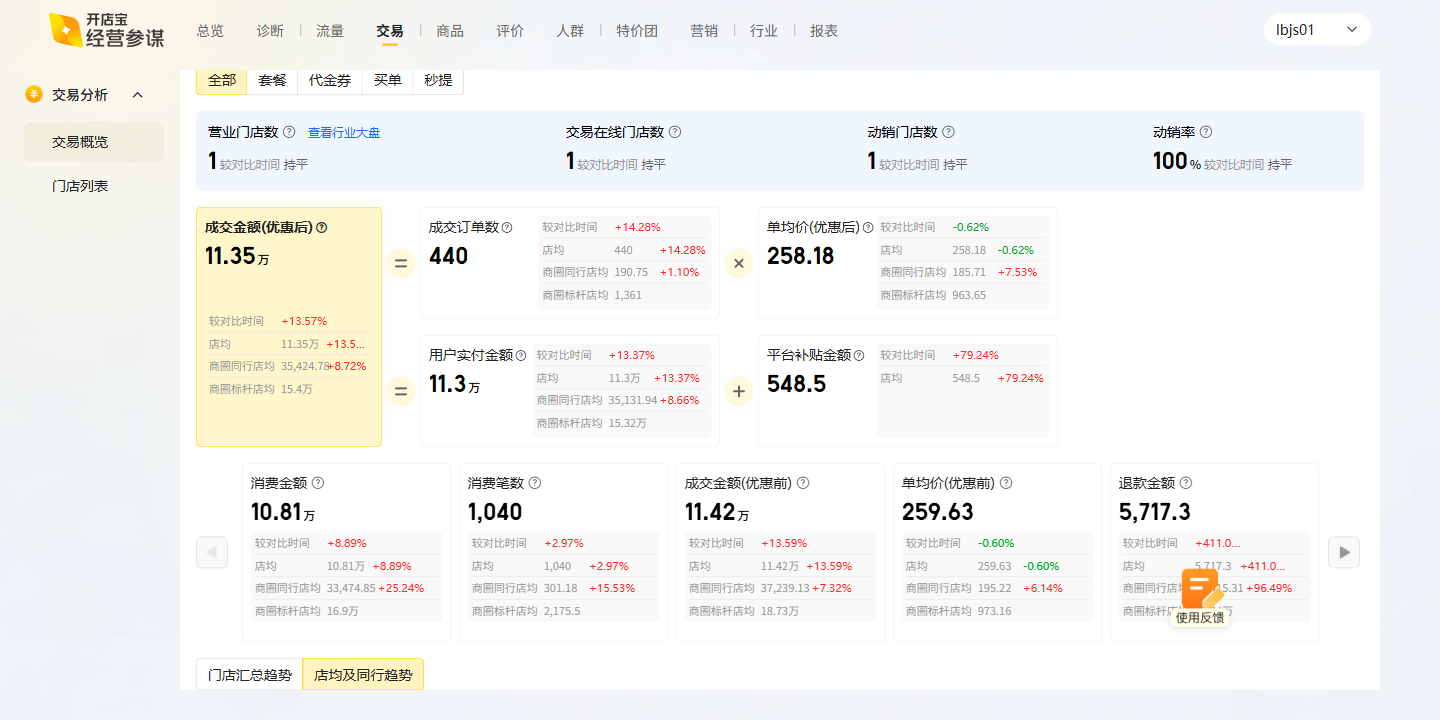 开店宝
经营参谋
总览 诊断 流量 交易 商品 评价 人群 特价团 营销 行业 报表
lbjs01
交易分析
交易概览
门店列表
全部 套餐 代金券 买单 秒提
营业门店数 查看行业大盘 交易在线门店数 动销门店数 动销率
1 较对比时间 持平 1 较对比时间 持平 1 较对比时间 持平 100 % 较对比时间 持平
成交金额(优惠后)
11.35 万
较对比时间 +13.57%
店均 11.35万 +13.5...
商圈同行店均 35,424.78 +8.72%
商圈标杆店均 15.4万
=
成交订单数
440
较对比时间 +14.28%
店均 440 +14.28%
商圈同行店均 190.75 +1.10%
商圈标杆店均 1,361
×
单均价(优惠后)
258.18
较对比时间 -0.62%
店均 258.18 -0.62%
商圈同行店均 185.71 +7.53%
商圈标杆店均 963.65
=
用户实付金额
11.3 万
较对比时间 +13.37%
店均 11.3万 +13.37%
商圈同行店均 35,131.94 +8.66%
商圈标杆店均 15.32万
+
平台补贴金额
548.5
较对比时间 +79.24%
店均 548.5 +79.24%
消费金额
10.81 万
较对比时间 +8.89%
店均 10.81万 +8.89%
商圈同行店均 33,474.85 +25.24%
商圈标杆店均 16.9万
消费笔数
1,040
较对比时间 +2.97%
店均 1,040 +2.97%
商圈同行店均 301.18 +15.53%
商圈标杆店均 2,175.5
成交金额(优惠前)
11.42 万
较对比时间 +13.59%
店均 11.42万 +13.59%
商圈同行店均 37,239.13 +7.32%
商圈标杆店均 18.73万
单均价(优惠前)
259.63
较对比时间 -0.60%
店均 259.63 -0.60%
商圈同行店均 195.22 +6.14%
商圈标杆店均 973.16
退款金额
5,717.3
较对比时间 +411.0...
店均 5,717.3 +411.0...
商圈同行 5.31 +96.49%
商圈标杆 万
使用反馈
门店汇总趋势 店均及同行趋势